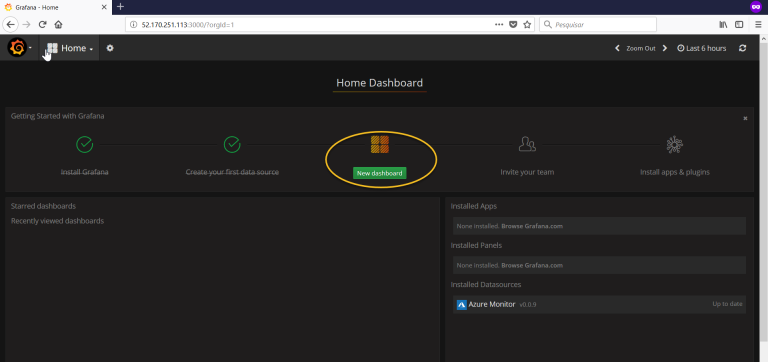 Grafana - Home
52.170.251.113:3000/?orgId=1
Pesquisar
Home
Zoom Out
Last 6 hours
Home Dashboard
Getting Started with Grafana
Install Grafana
Create your first data source
New dashboard
Invite your team
Install apps & plugins
Starred dashboards
Recently viewed dashboards
Installed Apps
None installed. Browse Grafana.com
Installed Panels
None installed. Browse Grafana.com
Installed Datasources
Azure Monitor v0.0.9 Up to date